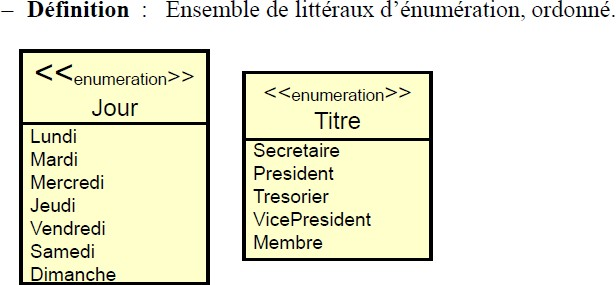 – Définition : Ensemble de littéraux d’énumération, ordonné.
<<enumeration>>
Jour
Lundi
Mardi
Mercredi
Jeudi
Vendredi
Samedi
Dimanche
<<enumeration>>
Titre
Secretaire
President
Tresorier
VicePresident
Membre